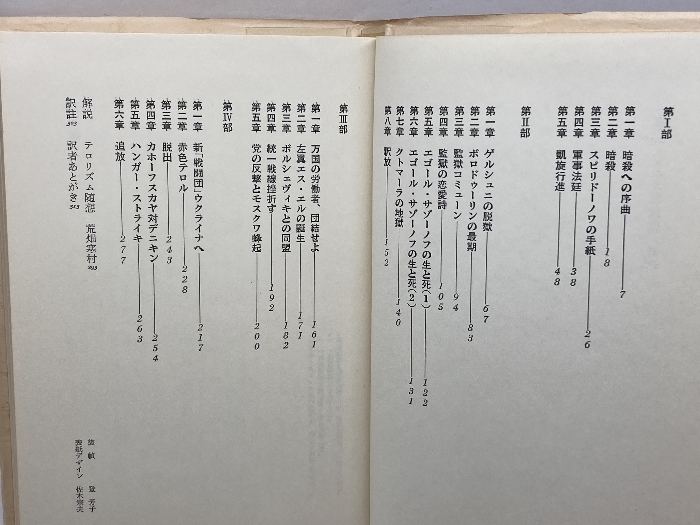 第Ⅰ部
第一章 暗殺への序曲 7
第二章 暗殺 18
第三章 スピリドーノワの手紙 26
第四章 軍事法廷 38
第五章 凱旋行進 48
第Ⅱ部
第一章 ゲルシュニの脱獄 67
第二章 ボロドゥーリンの最期 83
第三章 監獄コミューン 94
第四章 監獄の恋愛詩 105
第五章 エゴール・サゾーノフの生と死(1) 122
第六章 エゴール・サゾーノフの生と死(2) 131
第七章 クトマーラの地獄 140
第八章 釈放 152
第Ⅲ部
第一章 万国の労働者、団結せよ 161
第二章 左翼エス・エルの誕生 171
第三章 ボルシェヴィキとの同盟 182
第四章 統一戦線挫折す 192
第五章 党の反撃とモスクワ蜂起 200
第Ⅳ部
第一章 新・戦闘団・ウクライナへ 217
第二章 赤色テロル 228
第三章 脱出 243
第四章 カホーフスカヤ対デニキン 254
第五章 ハンガー・ストライキ 263
第六章 追放 277
解説 テロリズム随想 荒畑寒村
訳註 訳者あとがき
装幀 登 芳子
表紙デザイン 佐木